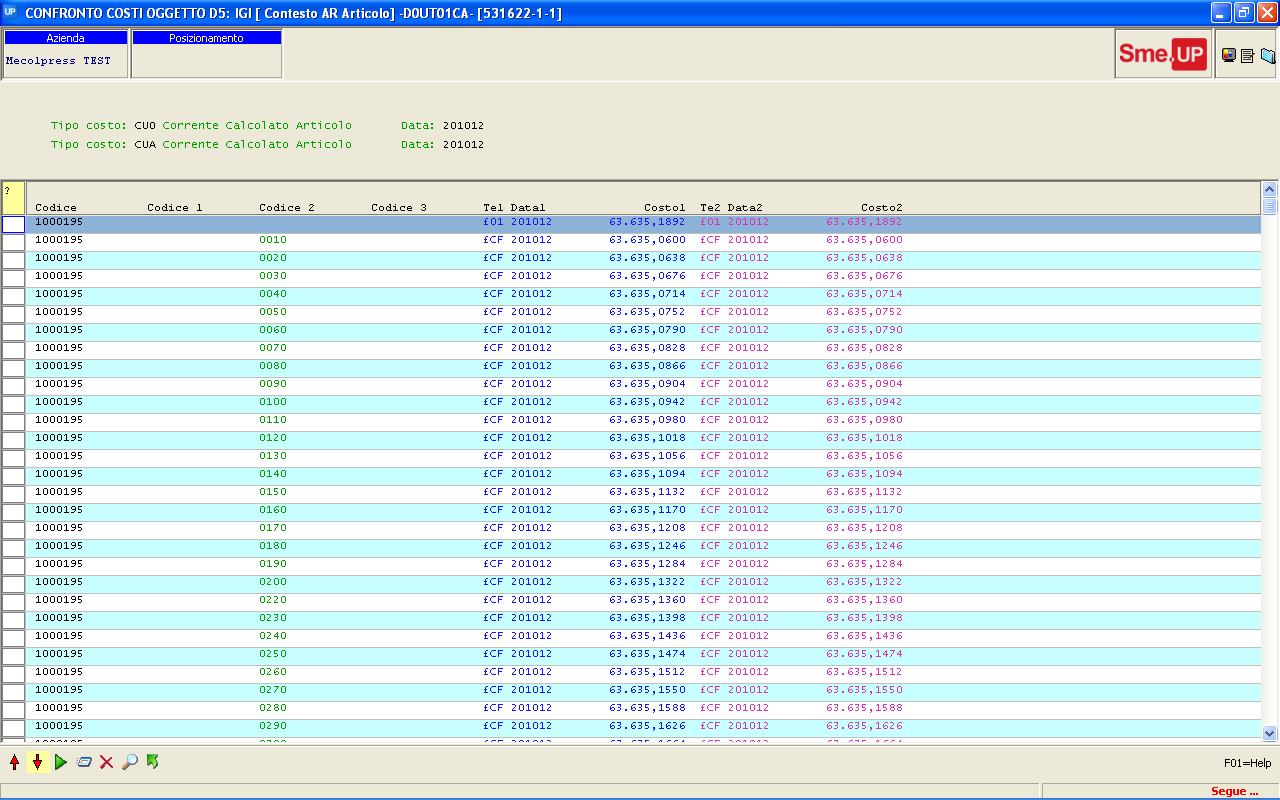 UP CONFRONTO COSTI OGGETTO D5: IGI [ Contesto AR Articolo] -D0UT01CA- [531622-1-1]
Azienda Posizionamento
Mecolpress TEST
Sme.UP
Tipo costo: CU0 Corrente Calcolato Articolo Data: 201012
Tipo costo: CUA Corrente Calcolato Articolo Data: 201012
?
Codice Codice 1 Codice 2 Codice 3 Te1 Data1 Costo1 Te2 Data2 Costo2
1000195 £01 201012 63.635,1892 £01 201012 63.635,1892
1000195 0010 £CF 201012 63.635,0600 £CF 201012 63.635,0600
1000195 0020 £CF 201012 63.635,0638 £CF 201012 63.635,0638
1000195 0030 £CF 201012 63.635,0676 £CF 201012 63.635,0676
1000195 0040 £CF 201012 63.635,0714 £CF 201012 63.635,0714
1000195 0050 £CF 201012 63.635,0752 £CF 201012 63.635,0752
1000195 0060 £CF 201012 63.635,0790 £CF 201012 63.635,0790
1000195 0070 £CF 201012 63.635,0828 £CF 201012 63.635,0828
1000195 0080 £CF 201012 63.635,0866 £CF 201012 63.635,0866
1000195 0090 £CF 201012 63.635,0904 £CF 201012 63.635,0904
1000195 0100 £CF 201012 63.635,0942 £CF 201012 63.635,0942
1000195 0110 £CF 201012 63.635,0980 £CF 201012 63.635,0980
1000195 0120 £CF 201012 63.635,1018 £CF 201012 63.635,1018
1000195 0130 £CF 201012 63.635,1056 £CF 201012 63.635,1056
1000195 0140 £CF 201012 63.635,1094 £CF 201012 63.635,1094
1000195 0150 £CF 201012 63.635,1132 £CF 201012 63.635,1132
1000195 0160 £CF 201012 63.635,1170 £CF 201012 63.635,1170
1000195 0170 £CF 201012 63.635,1208 £CF 201012 63.635,1208
1000195 0180 £CF 201012 63.635,1246 £CF 201012 63.635,1246
1000195 0190 £CF 201012 63.635,1284 £CF 201012 63.635,1284
1000195 0200 £CF 201012 63.635,1322 £CF 201012 63.635,1322
1000195 0220 £CF 201012 63.635,1360 £CF 201012 63.635,1360
1000195 0230 £CF 201012 63.635,1398 £CF 201012 63.635,1398
1000195 0240 £CF 201012 63.635,1436 £CF 201012 63.635,1436
1000195 0250 £CF 201012 63.635,1474 £CF 201012 63.635,1474
1000195 0260 £CF 201012 63.635,1512 £CF 201012 63.635,1512
1000195 0270 £CF 201012 63.635,1550 £CF 201012 63.635,1550
1000195 0280 £CF 201012 63.635,1588 £CF 201012 63.635,1588
1000195 0290 £CF 201012 63.635,1626 £CF 201012 63.635,1626
F01=Help
Segue ...